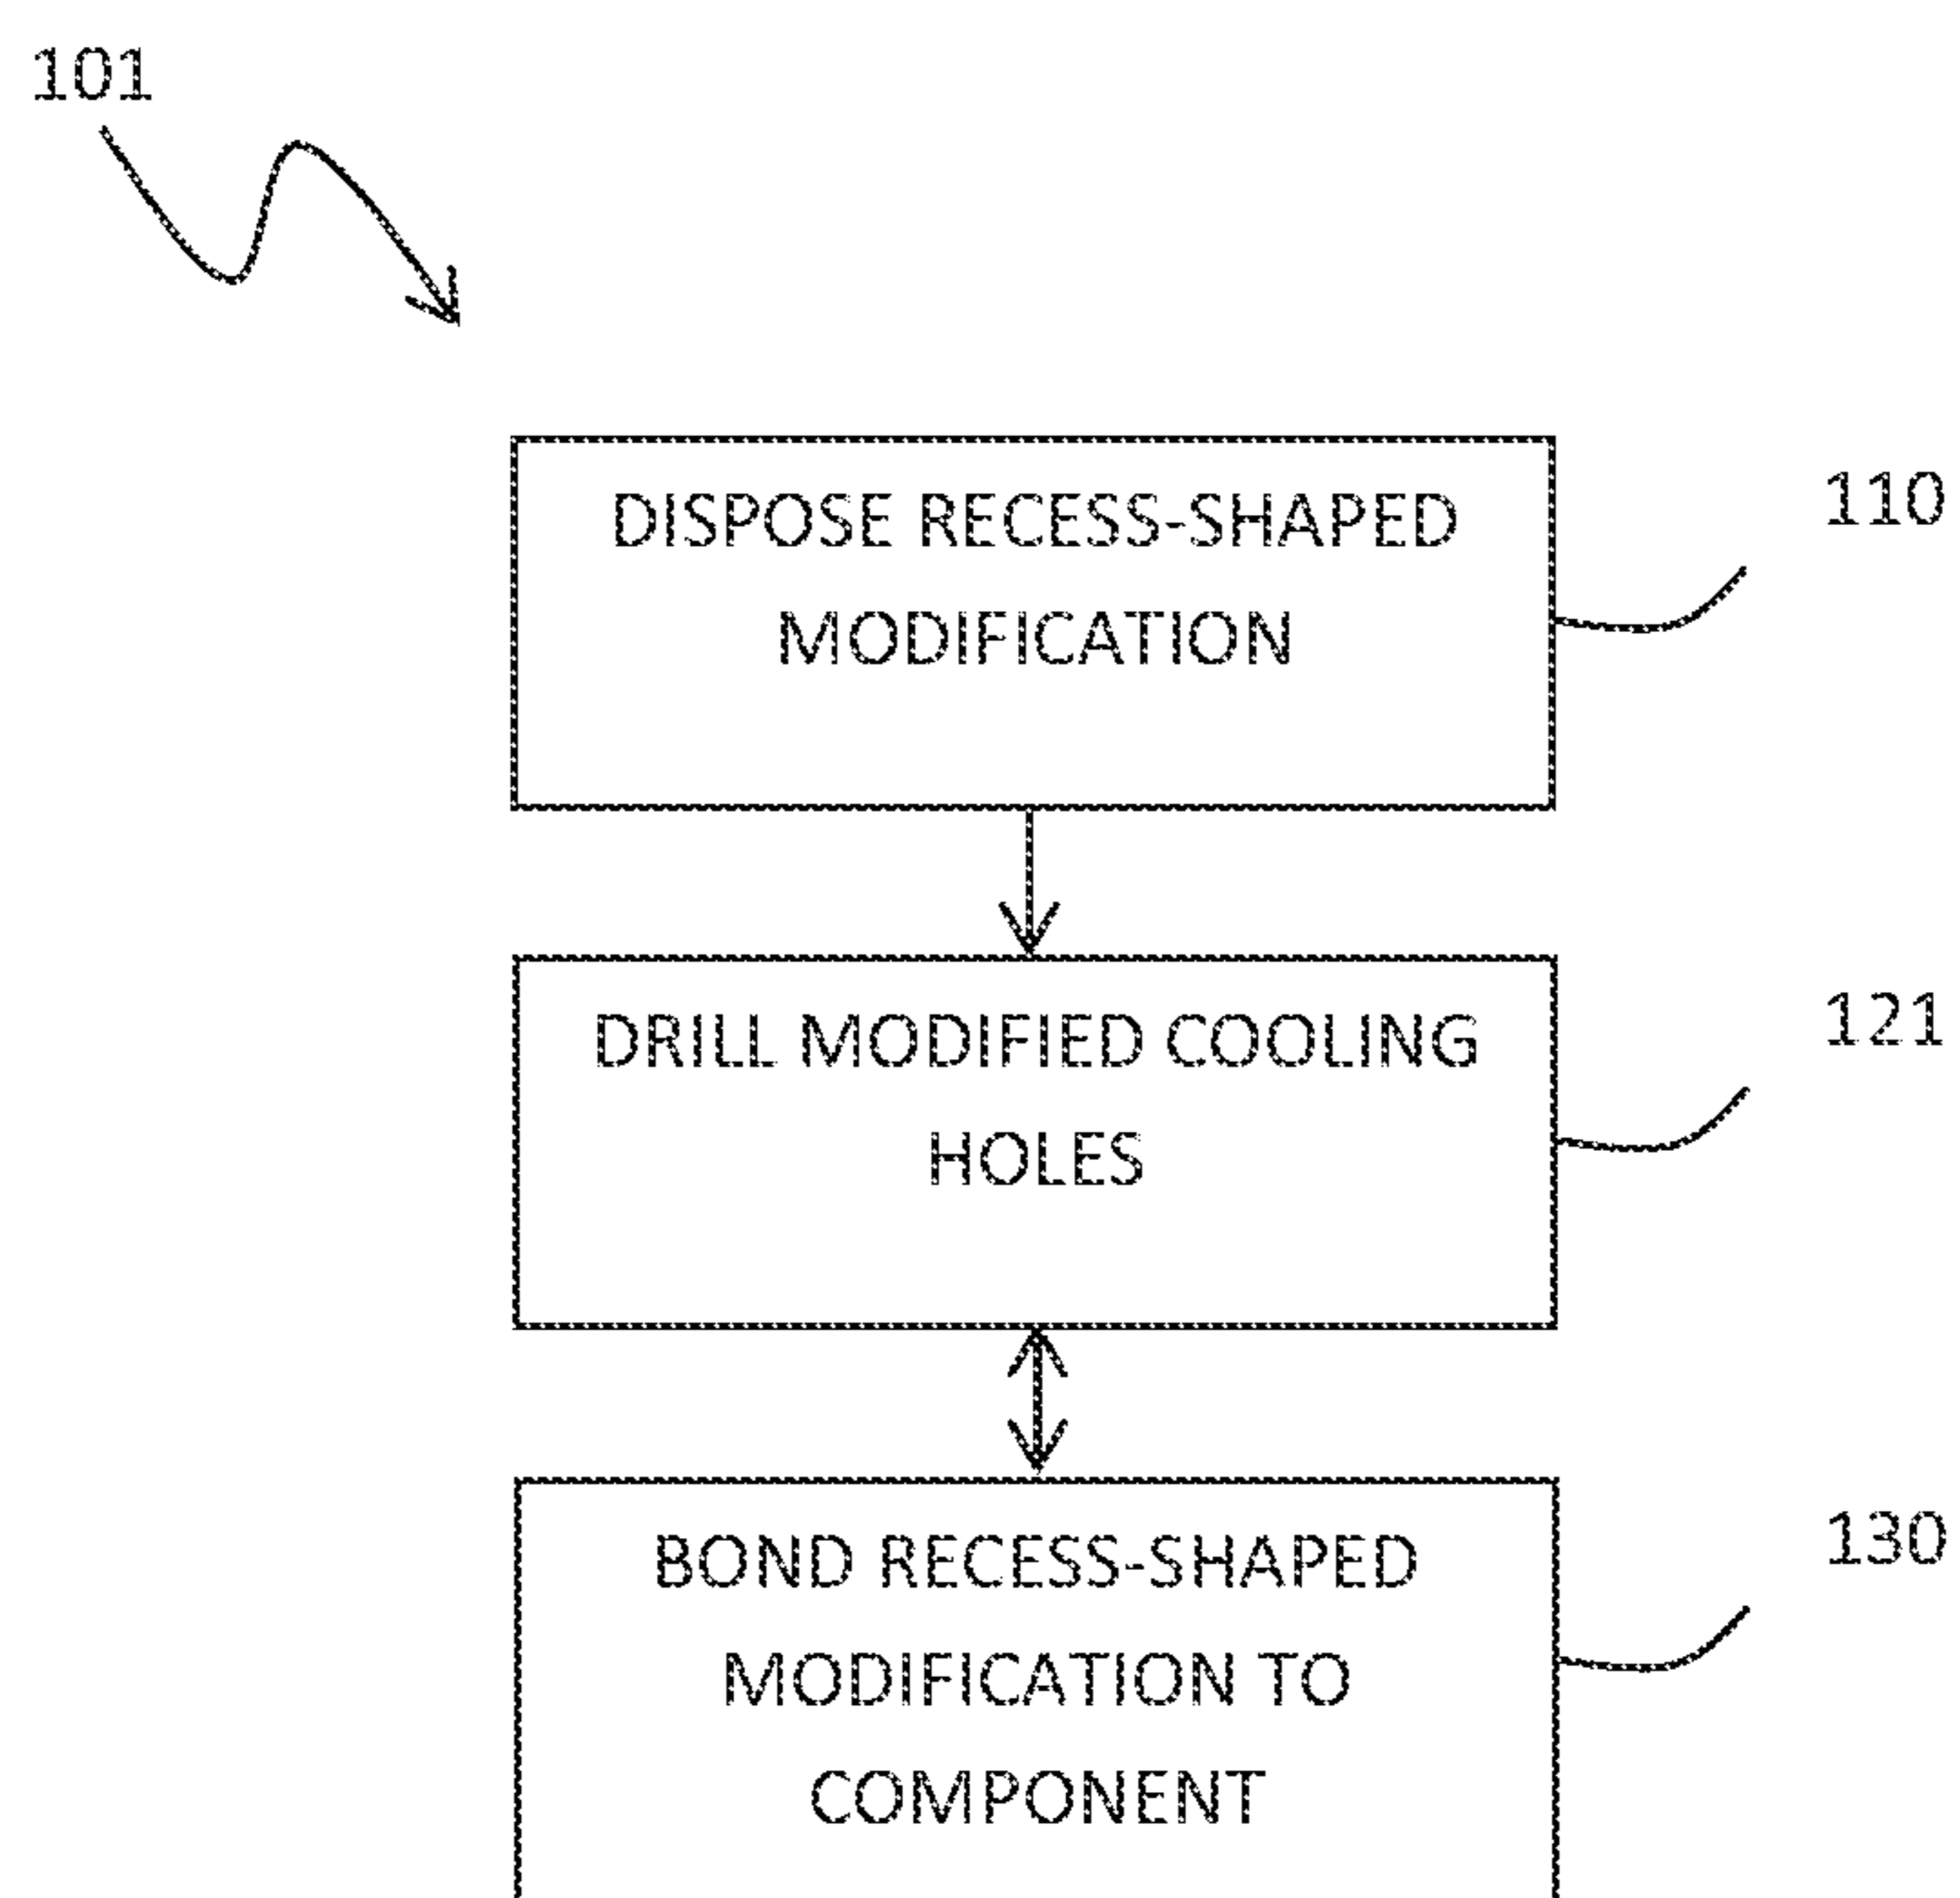 101
DISPOSE RECESS-SHAPED
MODIFICATION
110
DRILL MODIFIED COOLING
HOLES
121
BOND RECESS-SHAPED
MODIFICATION TO
COMPONENT
130